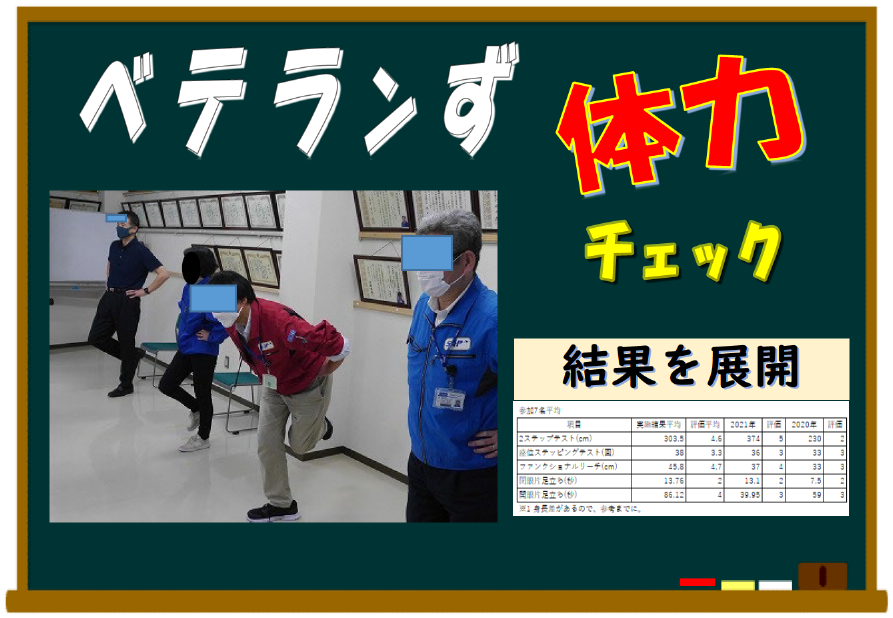 ベテランず
体力
チェック
結果を展開
参加7名平均
項目 実施結果平均 評価平均 2021年 評価 2020年 評価
2ステップテスト(cm) 303.5 4.6 374 5 230 2
座位ステッピングテスト(回) 38 3.3 36 3 33 3
ファンクショナルリーチ(cm) 45.8 4.7 37 4 33 3
閉眼片足立ち(秒) 13.76 2 13.1 2 7.5 2
開眼片足立ち(秒) 86.12 4 39.95 3 59 3
※1 身長差があるので、参考までに。